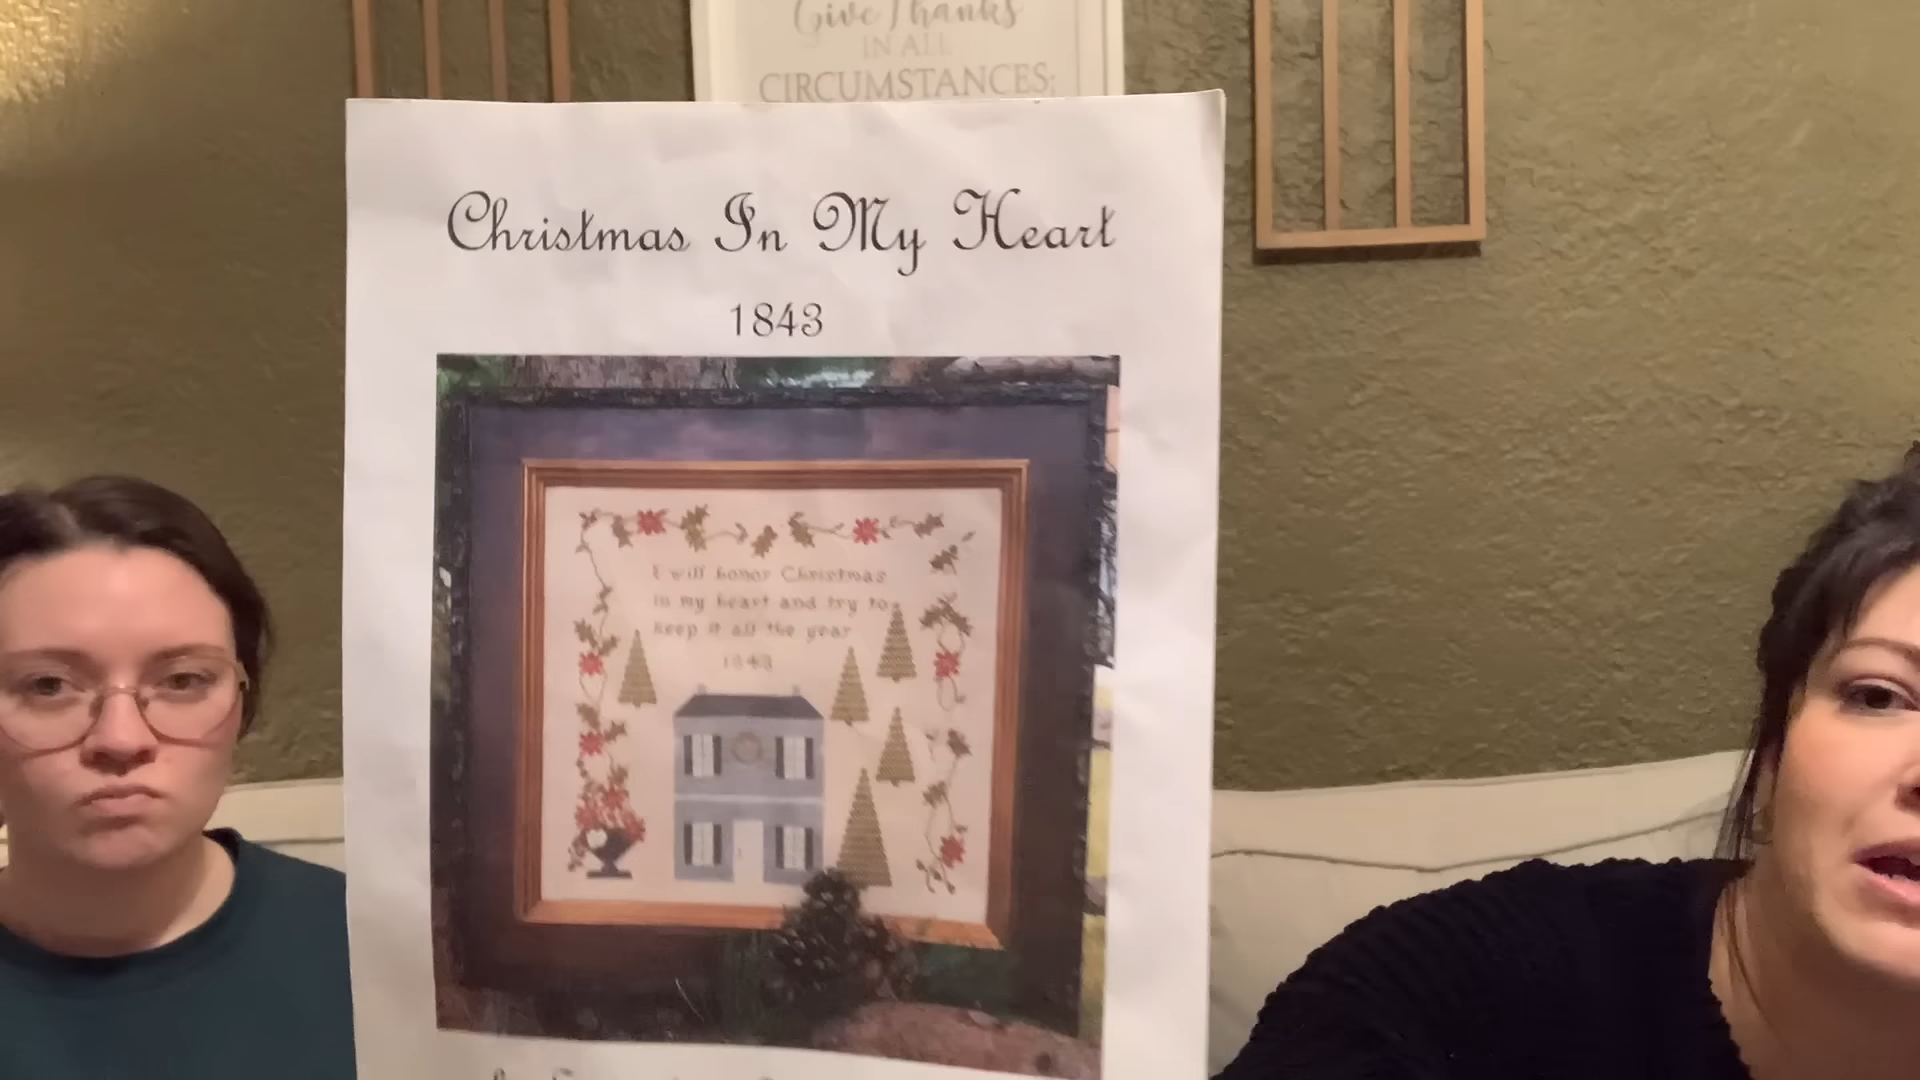 Give Thanks
IN ALL
CIRCUMSTANCES;
Christmas In My Heart
1843
I will honor Christmas
in my heart and try to
keep it all the year
1843